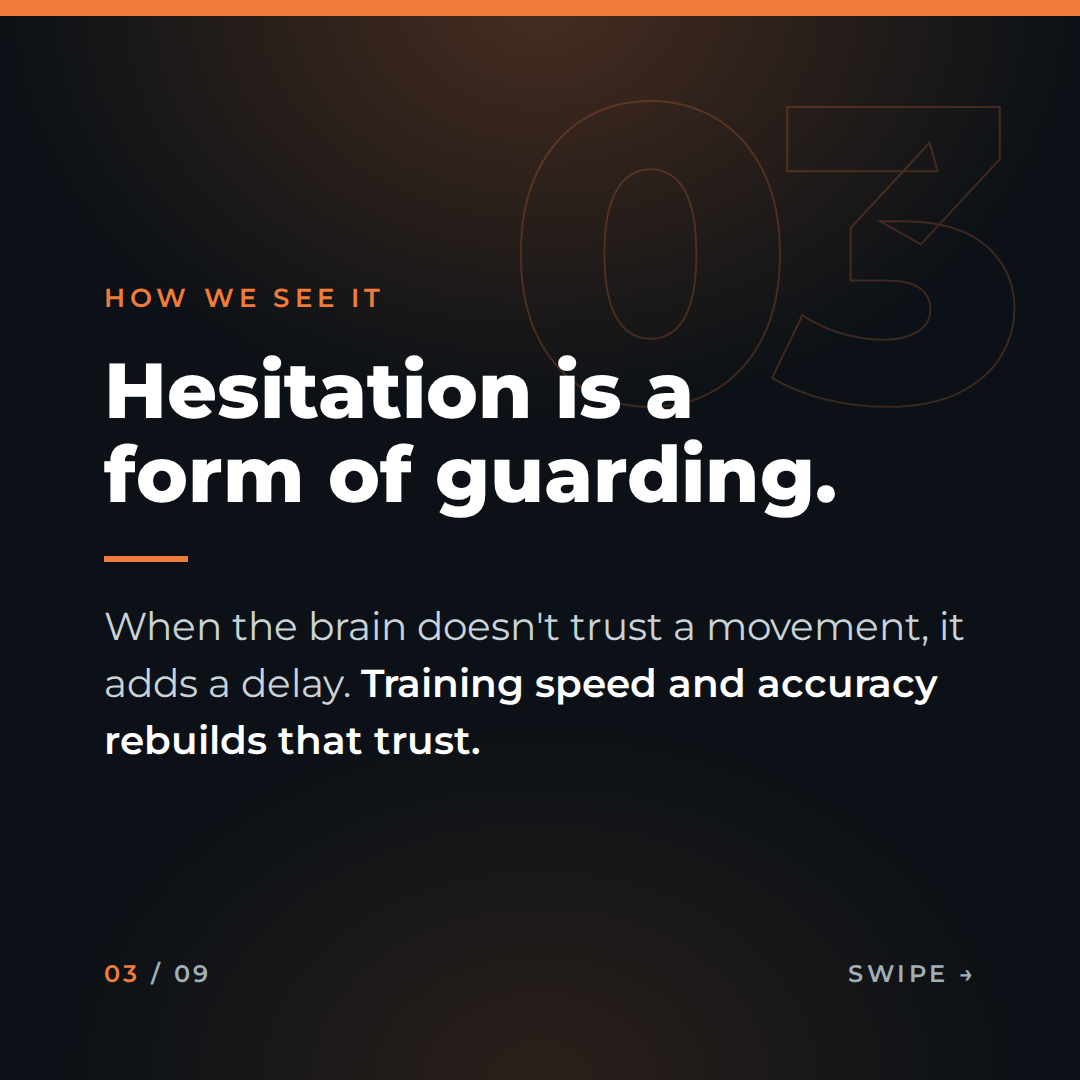 03
HOW WE SEE IT
Hesitation is a
form of guarding.
When the brain doesn't trust a movement, it
adds a delay. Training speed and accuracy
rebuilds that trust.
03 / 09
SWIPE →